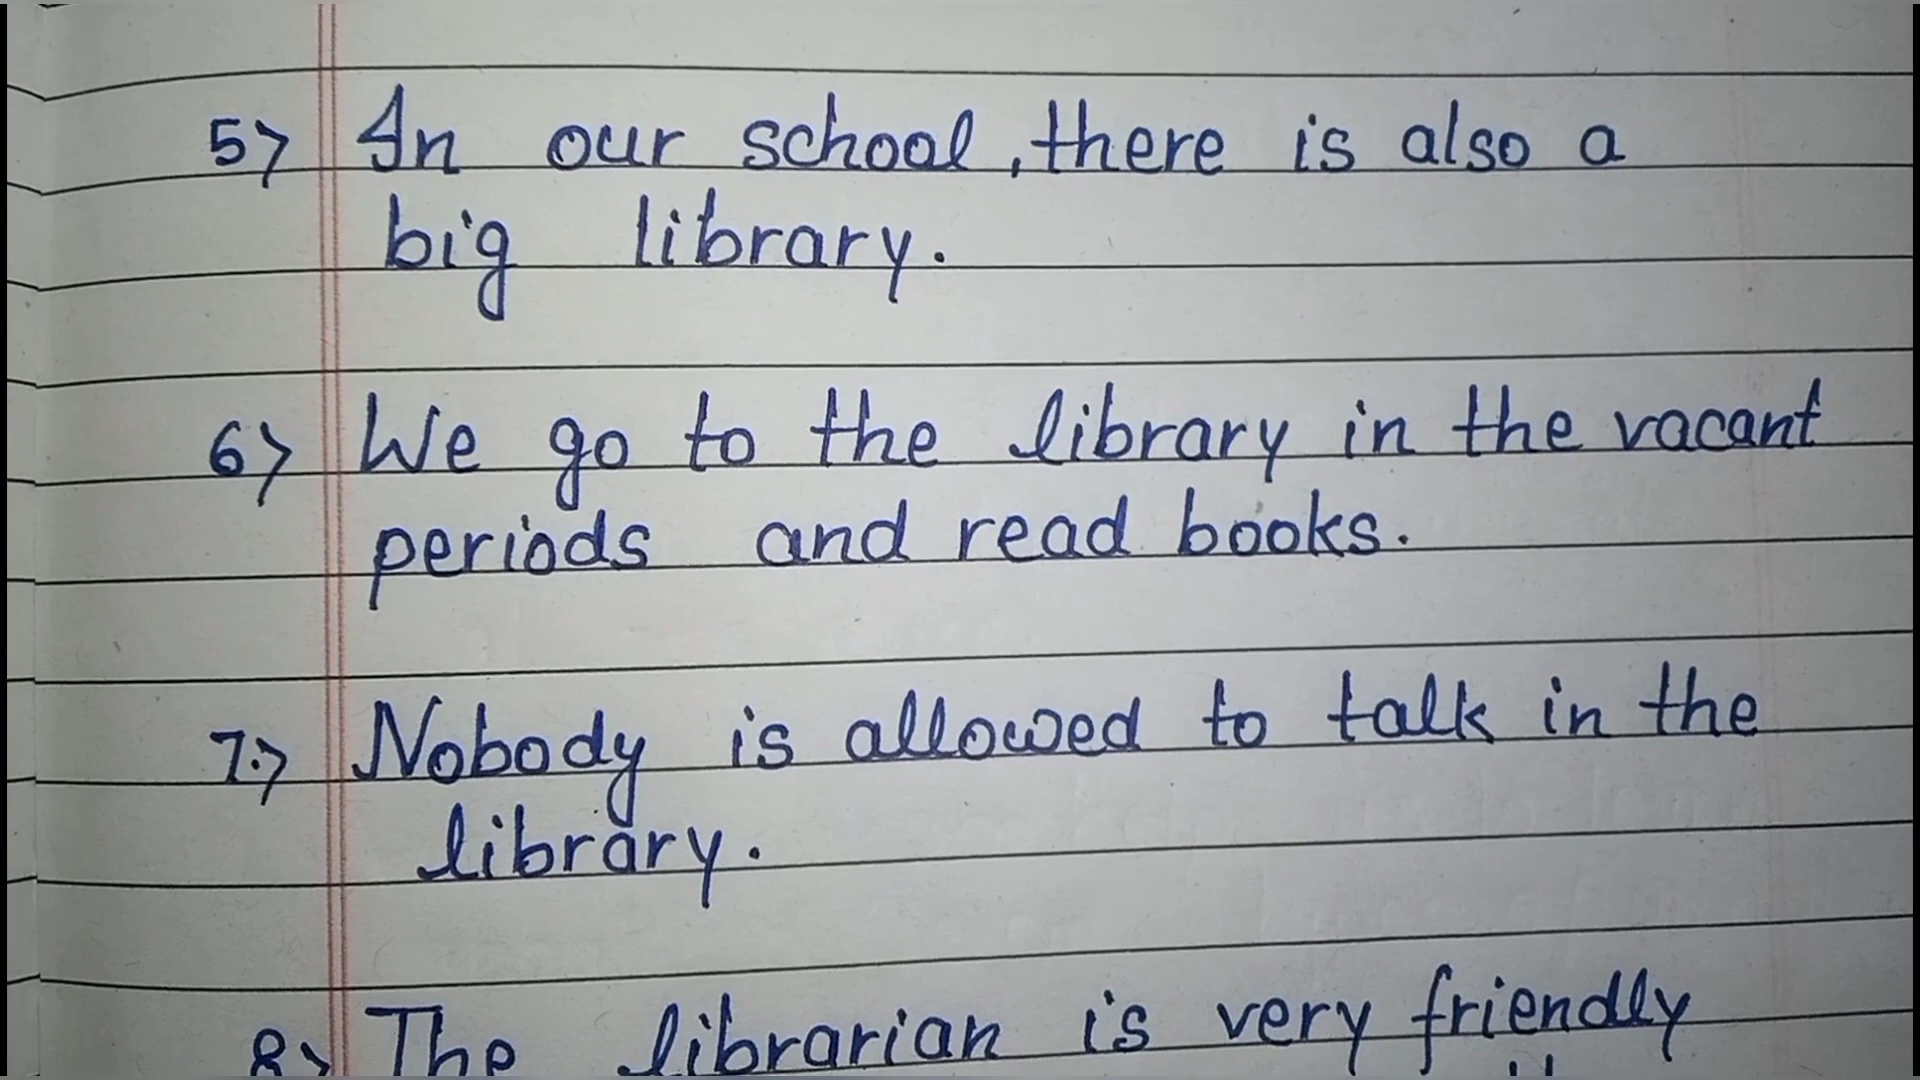 5> In our school, there is also a
big library.
6> We go to the library in the vacant
periods and read books.
7.> Nobody is allowed to talk in the
library.
8> The librarian is very friendly